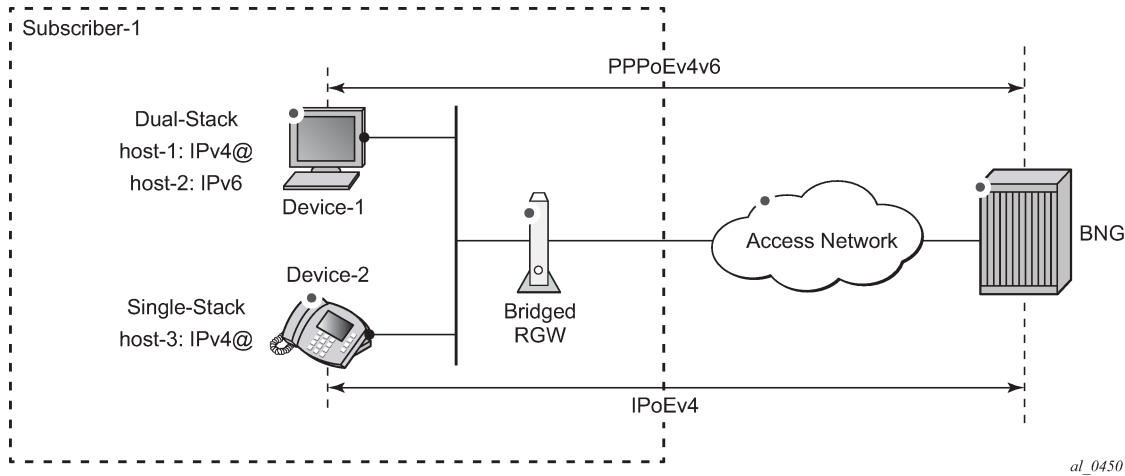 Subscriber-1
PPPoEv4v6
Dual-Stack
host-1: IPv4@
host-2: IPv6
Device-1
Access Network
BNG
Device-2
Single-Stack
host-3: IPv4@
Bridged
RGW
IPoEv4
al_0450